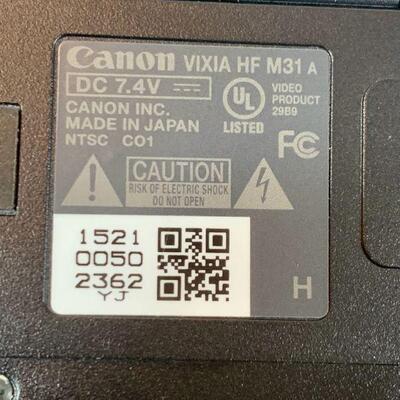 Canon VIXIA HF M31 A
DC 7.4V
CANON INC.
MADE IN JAPAN
NTSC CO1
UL
LISTED
VIDEO
PRODUCT
29B9
FC
CAUTION
RISK OF ELECTRIC SHOCK
DO NOT OPEN
1521
0050
2362
YJ
H